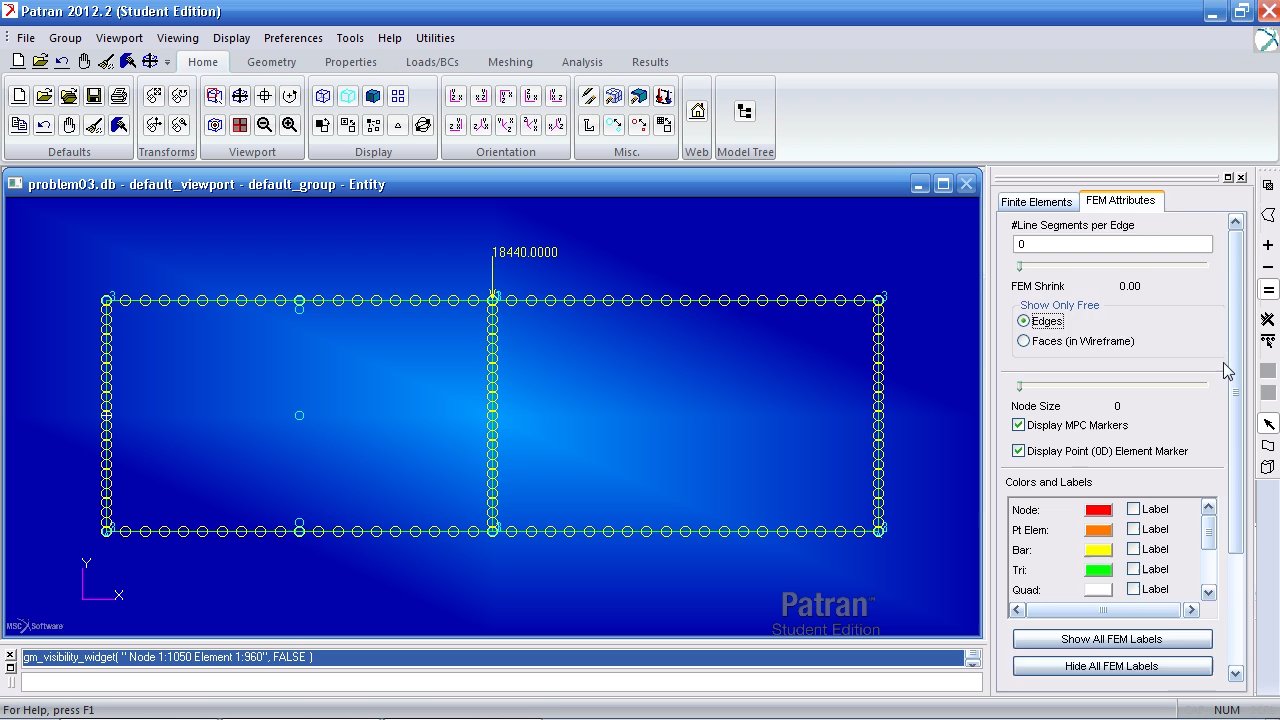 Patran 2012.2 (Student Edition)
File Group Viewport Viewing Display Preferences Tools Help Utilities
Home Geometry Properties Loads/BCs Meshing Analysis Results
Defaults Transforms Viewport Display Orientation Misc. Web Model Tree
problem03.db - default_viewport - default_group - Entity
18440.0000
Y
X
MSC Software
Patran™
Student Edition
Finite Elements FEM Attributes
#Line Segments per Edge
0
FEM Shrink 0.00
Show Only Free
Edges
Faces (in Wireframe)
Node Size 0
Display MPC Markers
Display Point (0D) Element Marker
Colors and Labels
Node: Label
Pt Elem: Label
Bar: Label
Tri: Label
Quad: Label
Show All FEM Labels
Hide All FEM Labels
gm_visibility_widget( " Node 1:1050 Element 1:960", FALSE )
For Help, press F1
NUM